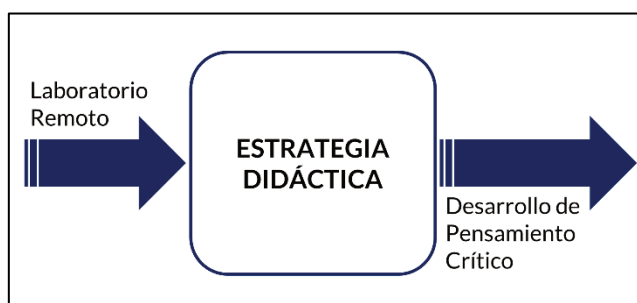 Laboratorio
Remoto
ESTRATEGIA
DIDÁCTICA
Desarrollo de
Pensamiento
Crítico